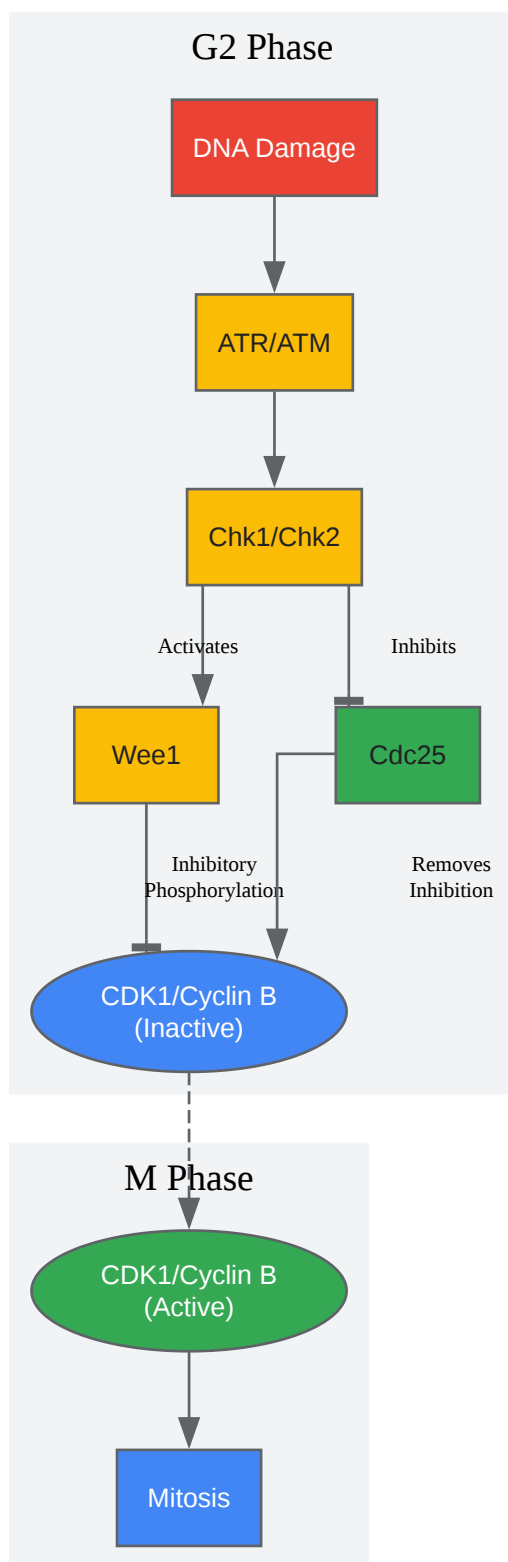 G2 Phase
DNA Damage
ATR/ATM
Chk1/Chk2
Activates
Inhibits
Wee1
Cdc25
Inhibitory
Phosphorylation
Removes
Inhibition
CDK1/Cyclin B
(Inactive)
M Phase
CDK1/Cyclin B
(Active)
Mitosis